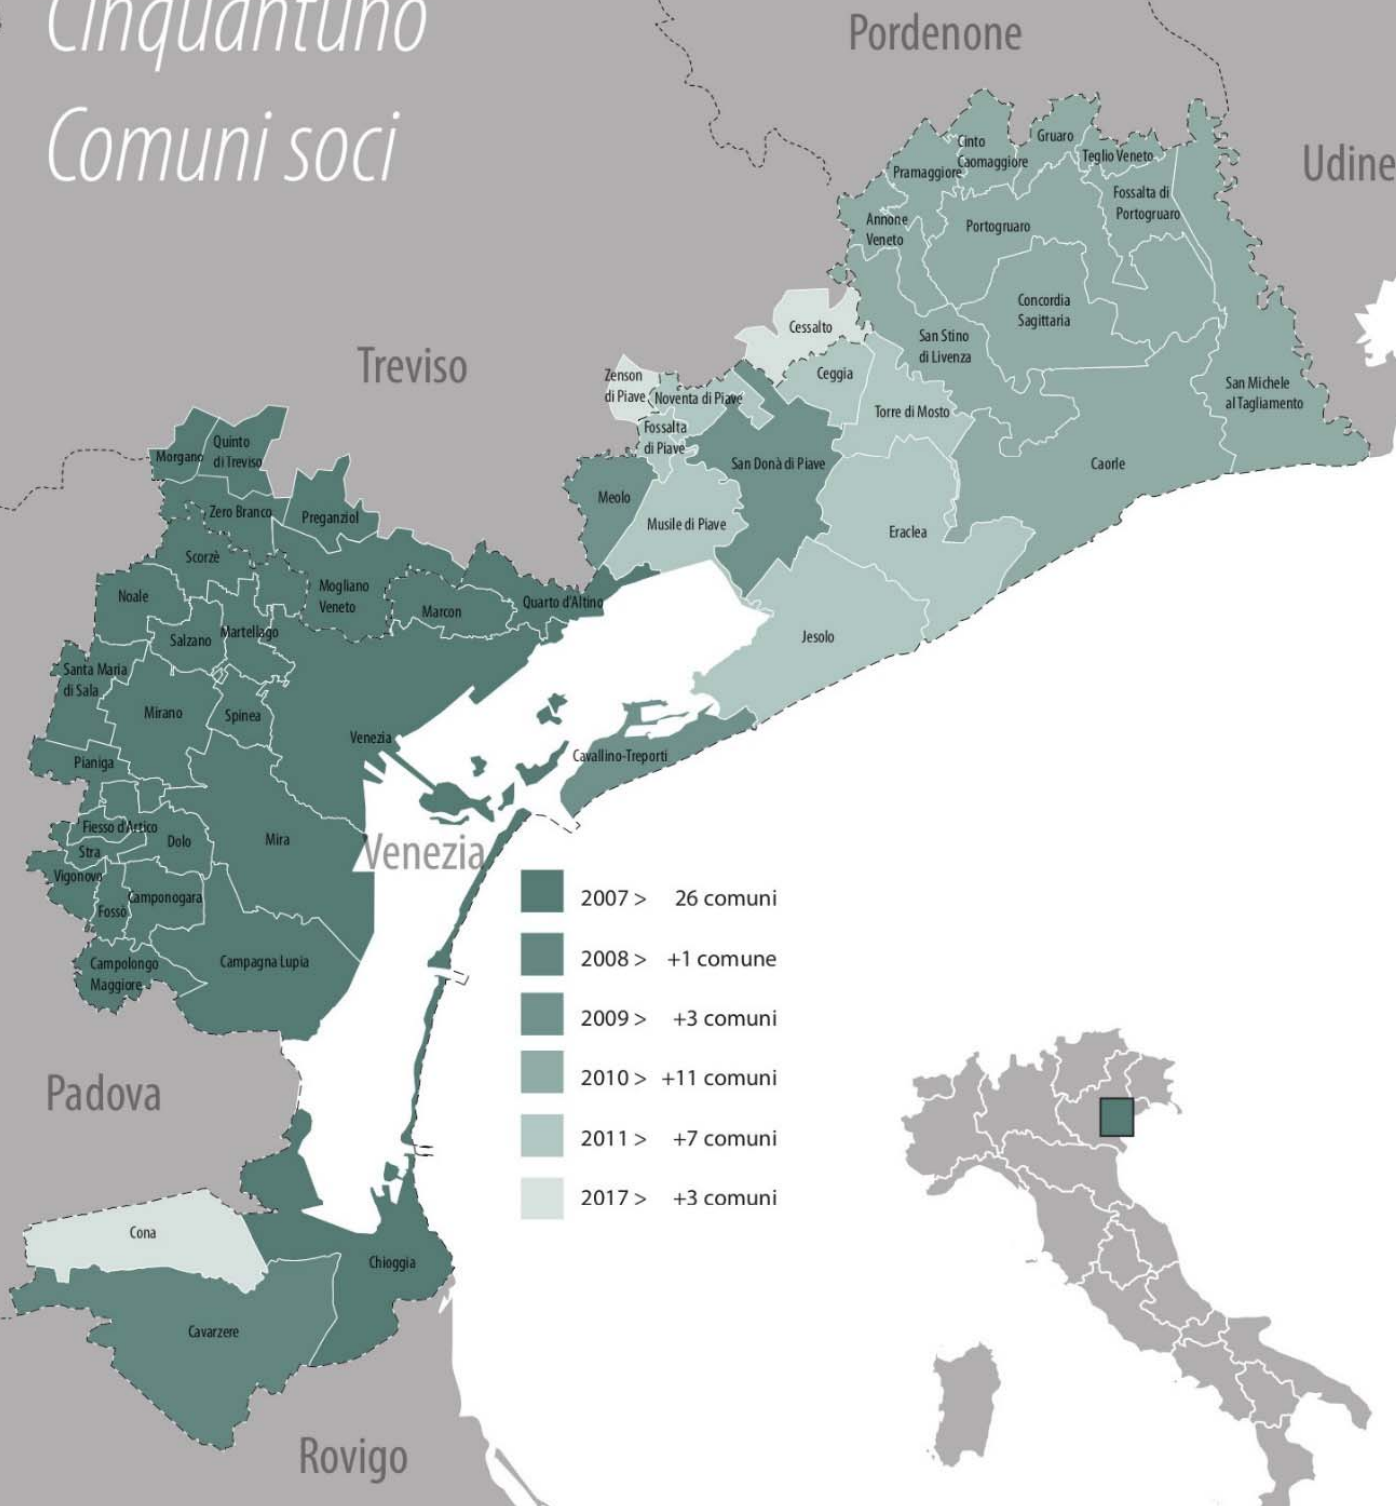 Cinquantuno
Comuni soci
Pordenone
Udine
Treviso
Venezia
Padova
Rovigo
Cinto
Caomaggiore
Gruaro
Teglio Veneto
Pramaggiore
Fossalta di
Portogruaro
Annone
Veneto
Portogruaro
Concordia
Sagittaria
San Stino
di Livenza
San Michele
al Tagliamento
Caorle
Cessalto
Ceggia
Torre di Mosto
Zenson
di Piave
Noventa di Piave
Fossalta
di Piave
San Donà di Piave
Meolo
Musile di Piave
Eraclea
Jesolo
Cavallino-Treporti
Morgano
Quinto
di Treviso
Zero Branco
Preganziol
Scorzè
Noale
Mogliano
Veneto
Marcon
Quarto d'Altino
Salzano
Martellago
Santa Maria
di Sala
Mirano
Spinea
Venezia
Pianiga
Fiesso d'Artico
Dolo
Mira
Stra
Vigonovo
Fossò
Camponogara
Campolongo
Maggiore
Campagna Lupia
Cona
Chioggia
Cavarzere
2007 > 26 comuni
2008 > +1 comune
2009 > +3 comuni
2010 > +11 comuni
2011 > +7 comuni
2017 > +3 comuni